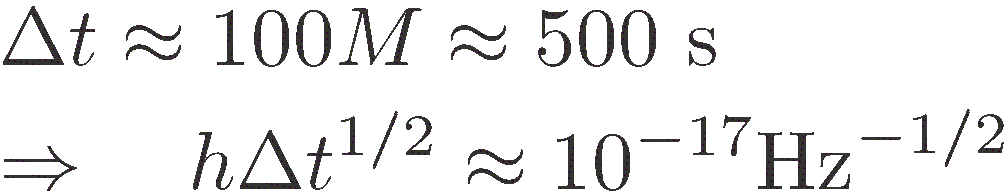 Δt ≈ 100M ≈ 500 s
⇒ hΔt^{1/2} ≈ 10^{−17}Hz^{−1/2}